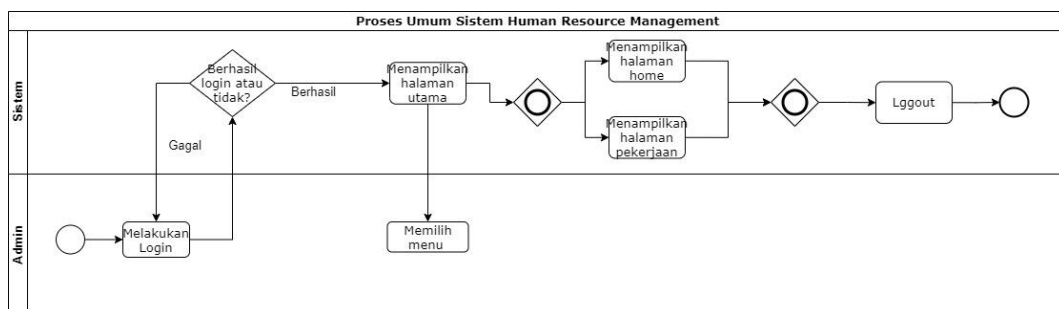 Proses Umum Sistem Human Resource Management
Sistem
Berhasil
login atau
tidak?
Berhasil
Gagal
Menampilkan
halaman
utama
Menampilkan
halaman
home
Menampilkan
halaman
pekerjaan
Lggout
Admin
Melakukan
Login
Memilih
menu